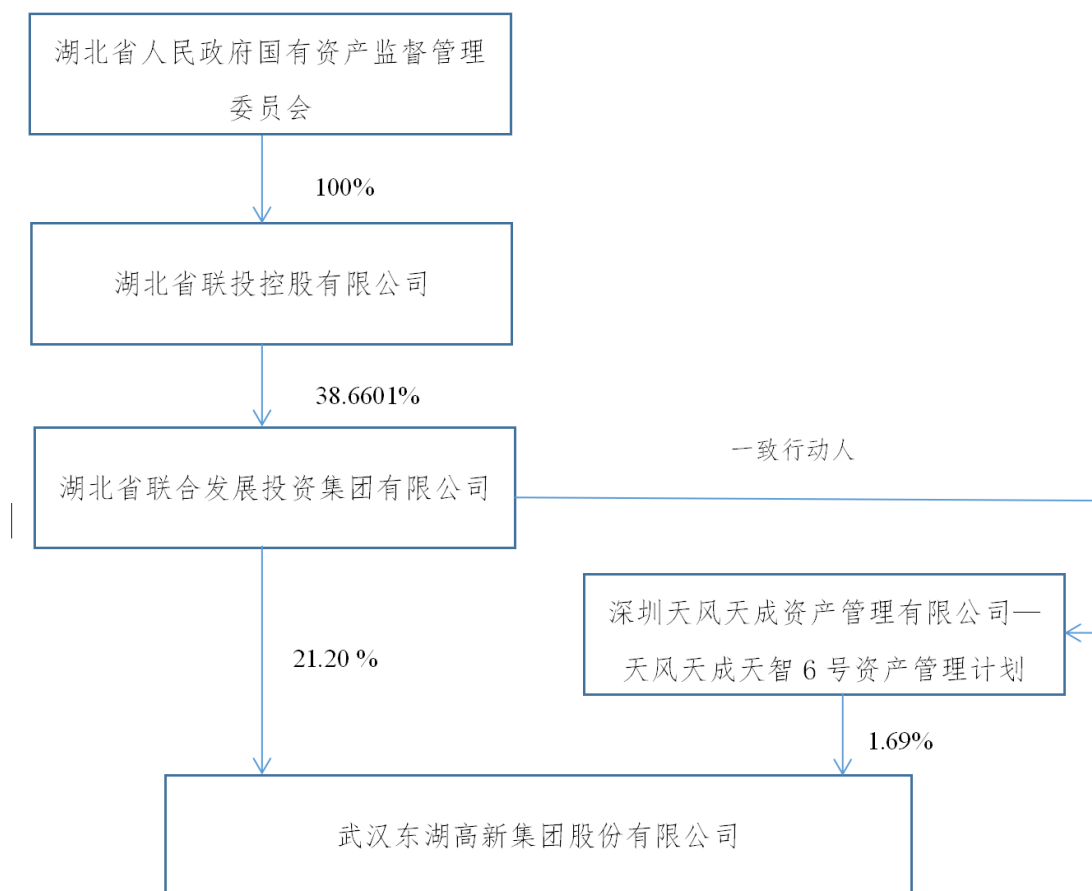 湖北省人民政府国有资产监督管理
委员会
100%
湖北省联投控股有限公司
38.6601%
一致行动人
湖北省联合发展投资集团有限公司
深圳天风天成资产管理有限公司—
天风天成天智 6 号资产管理计划
21.20 %
1.69%
武汉东湖高新集团股份有限公司